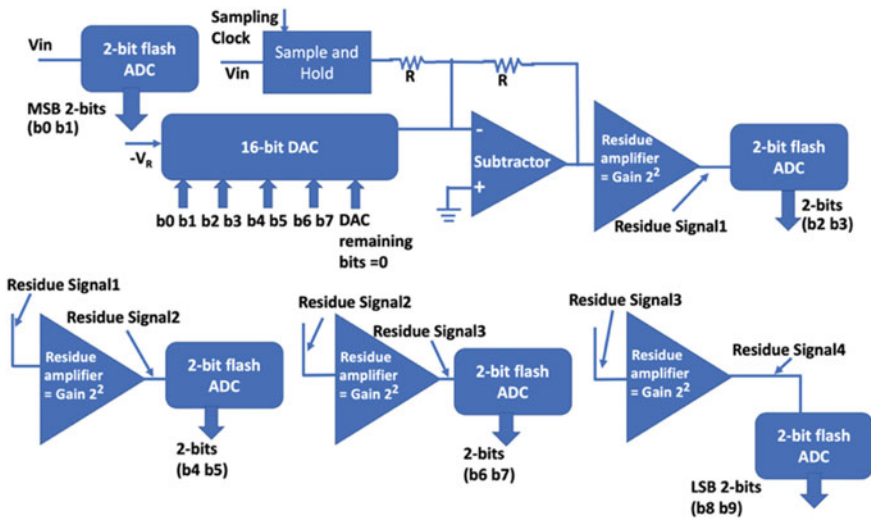 Sampling
Clock
Vin
2-bit flash
ADC
Vin
Sample and
Hold
R
R
MSB 2-bits
(b0 b1)
-VR
16-bit DAC
-
+
Subtractor
Residue
amplifier
= Gain 2²
2-bit flash
ADC
b0 b1
b2 b3
b4 b5
b6 b7
DAC
remaining
bits =0
Residue Signal1
2-bits
(b2 b3)
Residue Signal1
Residue Signal2
Residue
amplifier
= Gain 2²
2-bit flash
ADC
2-bits
(b4 b5)
Residue Signal2
Residue Signal3
Residue
amplifier
= Gain 2²
2-bit flash
ADC
2-bits
(b6 b7)
Residue Signal3
Residue Signal4
Residue
amplifier
= Gain 2²
2-bit flash
ADC
LSB 2-bits
(b8 b9)